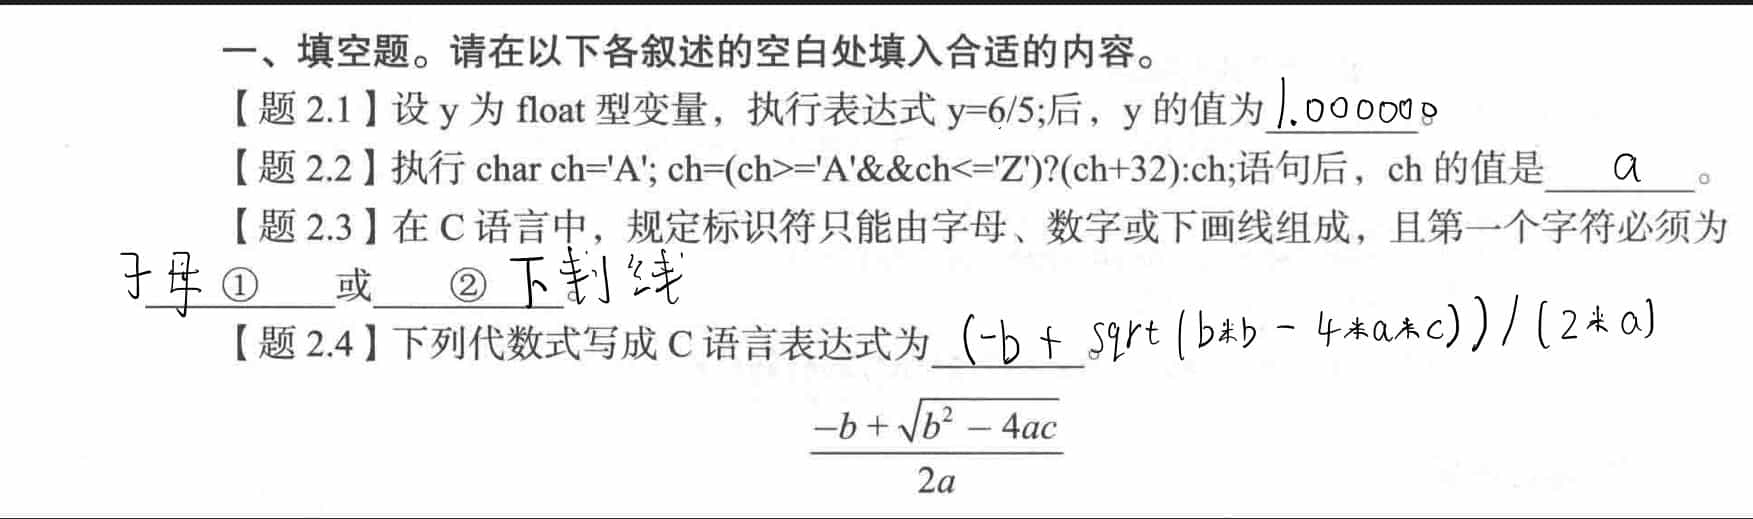 一、填空题。请在以下各叙述的空白处填入合适的内容。
【题 2.1】设 y 为 float 型变量，执行表达式 y=6/5;后，y 的值为 1.000000。
【题 2.2】执行 char ch='A'; ch=(ch>='A'&&ch<='Z')?(ch+32):ch;语句后，ch 的值是 a 。
【题 2.3】在 C 语言中，规定标识符只能由字母、数字或下画线组成，且第一个字符必须为
字母 ① 或 ② 下划线。
【题 2.4】下列代数式写成 C 语言表达式为 (-b + sqrt(b*b - 4*a*c))/(2*a)。
−b + √b² − 4ac
2a